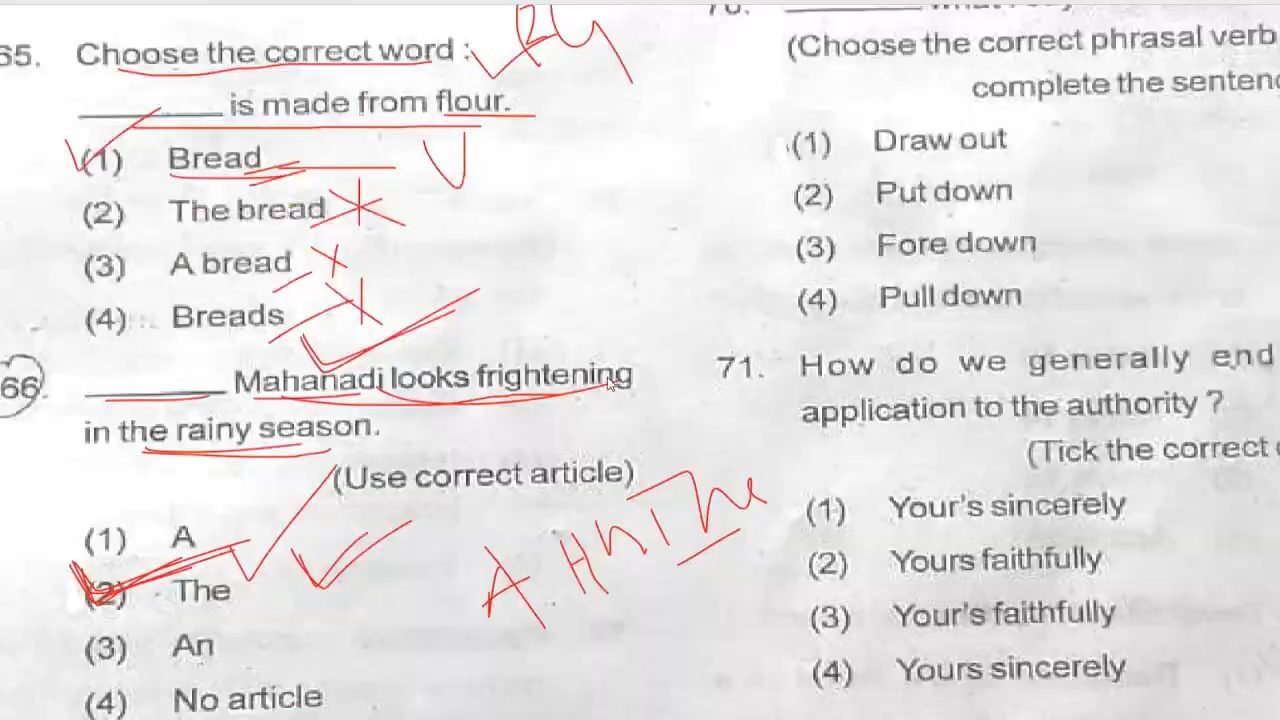 65. Choose the correct word :
________ is made from flour.
(1) Bread
(2) The bread
(3) A bread
(4) Breads
66. ________ Mahanadi looks frightening
in the rainy season.
(Use correct article)
(1) A
(2) The
(3) An
(4) No article
A An The
70. ________
(Choose the correct phrasal verb
complete the sentenc
(1) Draw out
(2) Put down
(3) Fore down
(4) Pull down
71. How do we generally end
application to the authority ?
(Tick the correct
(1) Your's sincerely
(2) Yours faithfully
(3) Your's faithfully
(4) Yours sincerely